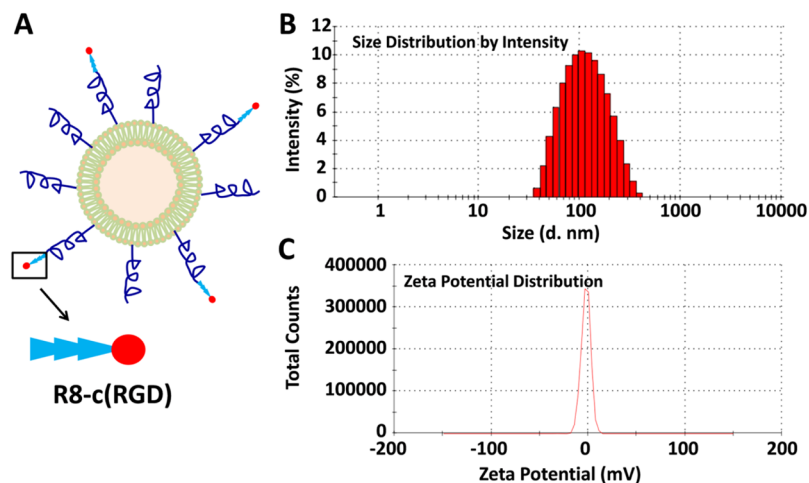 A
R8-c(RGD)
B
Size Distribution by Intensity
Intensity (%)
12
10
8
6
4
2
0
1 10 100 1000 10000
Size (d. nm)
C
Zeta Potential Distribution
Total Counts
400000
300000
200000
100000
0
-200 -100 0 100 200
Zeta Potential (mV)